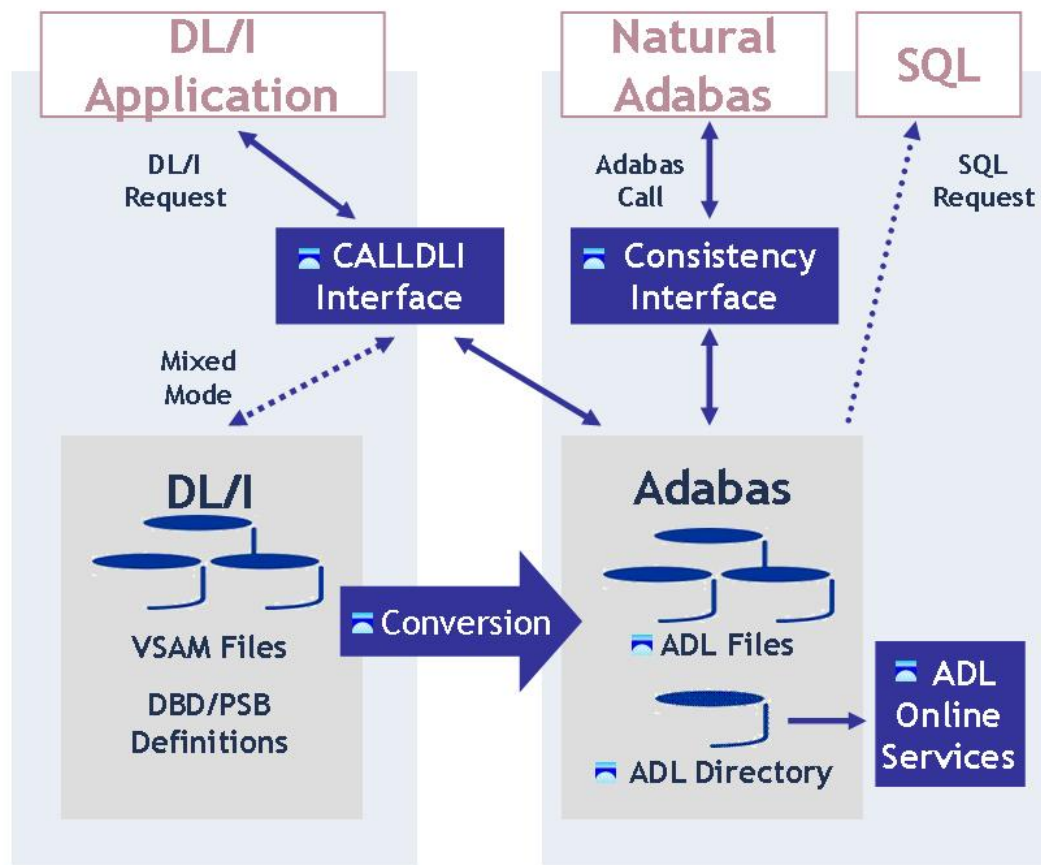 DL/I
Application
Natural
Adabas
SQL
DL/I
Request
Adabas
Call
SQL
Request
CALLDLI
Interface
Consistency
Interface
Mixed
Mode
DL/I
VSAM Files
DBD/PSB
Definitions
Conversion
Adabas
ADL Files
ADL Directory
ADL
Online
Services